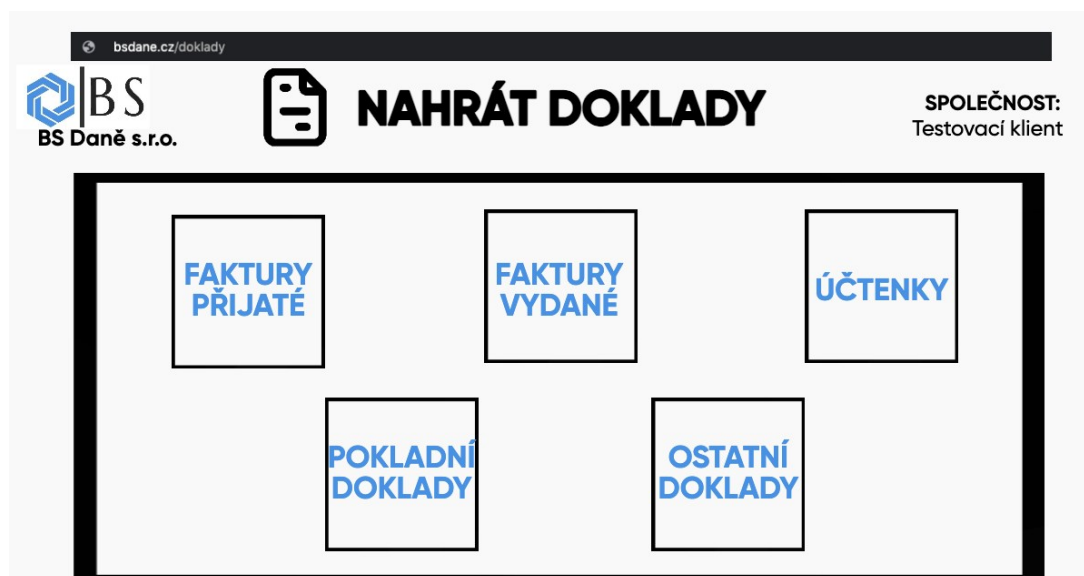 bsdane.cz/doklady
BS
BS Daně s.r.o.
NAHRÁT DOKLADY
SPOLEČNOST:
Testovací klient
FAKTURY
PŘIJATÉ
FAKTURY
VYDANÉ
ÚČTENKY
POKLADNÍ
DOKLADY
OSTATNÍ
DOKLADY